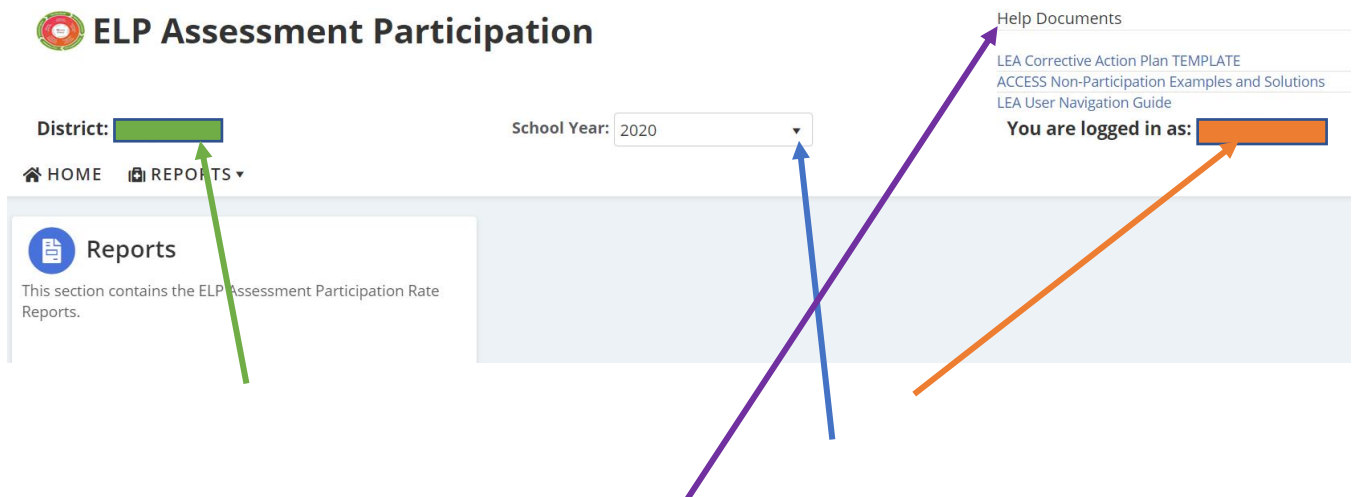 ELP Assessment Participation
Help Documents
LEA Corrective Action Plan TEMPLATE
ACCESS Non-Participation Examples and Solutions
LEA User Navigation Guide
District:
School Year: 2020
You are logged in as:
HOME REPORTS
Reports
This section contains the ELP Assessment Participation Rate
Reports.